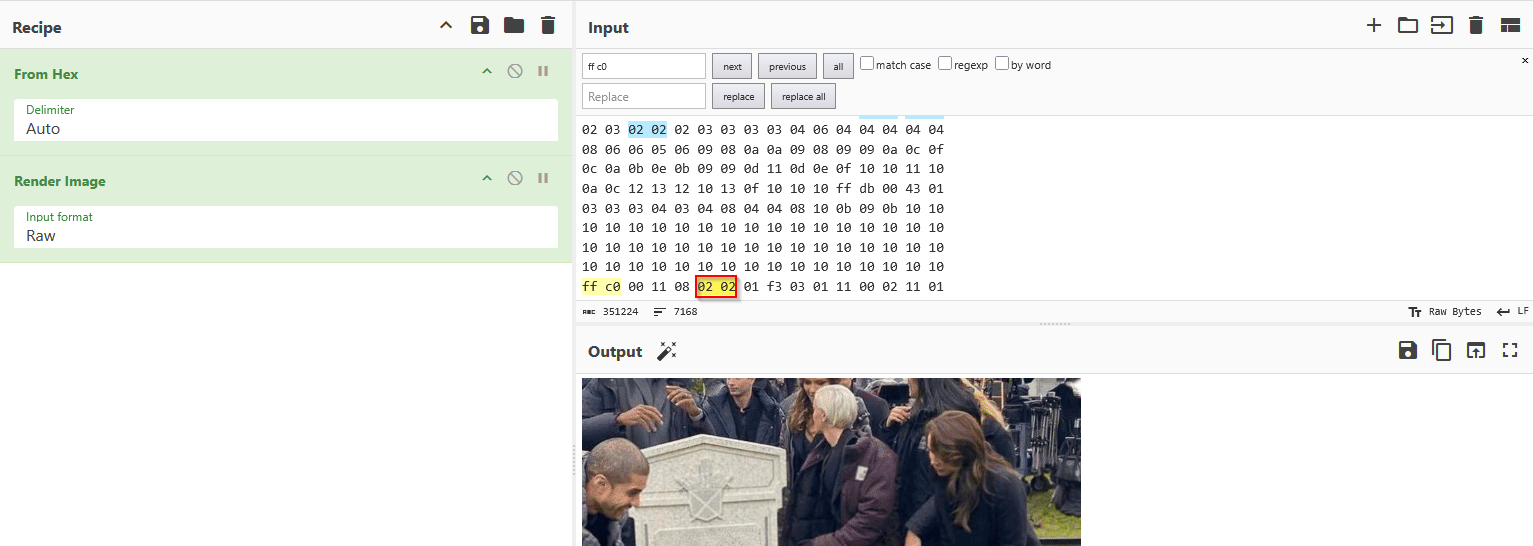 Recipe
From Hex
Delimiter
Auto
Render Image
Input format
Raw
Input
ff c0
next
previous
all
match case
regexp
by word
×
Replace
replace
replace all
02 03 02 02 02 03 03 03 03 04 06 04 04 04 04 04
08 06 06 05 06 09 08 0a 0a 09 08 09 09 0a 0c 0f
0c 0a 0b 0e 0b 09 09 0d 11 0d 0e 0f 10 10 11 10
0a 0c 12 13 12 10 13 0f 10 10 10 ff db 00 43 01
03 03 03 04 03 04 08 04 04 08 10 0b 09 0b 10 10
10 10 10 10 10 10 10 10 10 10 10 10 10 10 10 10
10 10 10 10 10 10 10 10 10 10 10 10 10 10 10 10
10 10 10 10 10 10 10 10 10 10 10 10 10 10 10 10
ff c0 00 11 08 02 02 01 f3 03 01 11 00 02 11 01
ABC 351224
7168
Tт Raw Bytes
LF
Output